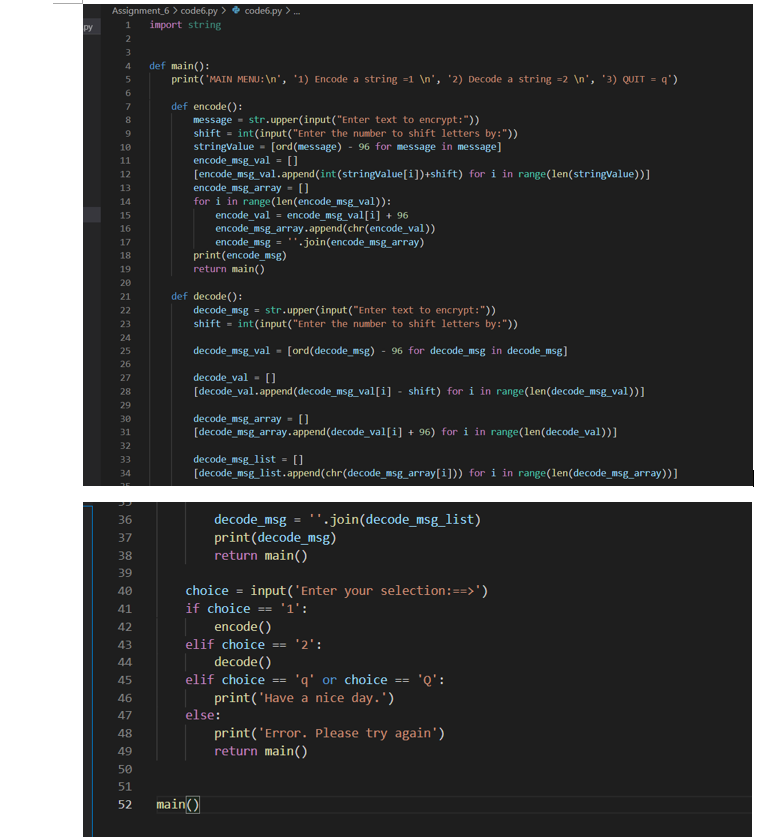 Assignment_6 > code6.py > code6.py > ...
py
1 import string
2
3
4 def main():
5 print('MAIN MENU:\n', '1) Encode a string =1 \n', '2) Decode a string =2 \n', '3) QUIT = q')
6
7 def encode():
8 message = str.upper(input("Enter text to encrypt:"))
9 shift = int(input("Enter the number to shift letters by:"))
10 stringValue = [ord(message) - 96 for message in message]
11 encode_msg_val = []
12 [encode_msg_val.append(int(stringValue[i])+shift) for i in range(len(stringValue))]
13 encode_msg_array = []
14 for i in range(len(encode_msg_val)):
15 encode_val = encode_msg_val[i] + 96
16 encode_msg_array.append(chr(encode_val))
17 encode_msg = ''.join(encode_msg_array)
18 print(encode_msg)
19 return main()
20
21 def decode():
22 decode_msg = str.upper(input("Enter text to encrypt:"))
23 shift = int(input("Enter the number to shift letters by:"))
24
25 decode_msg_val = [ord(decode_msg) - 96 for decode_msg in decode_msg]
26
27 decode_val = []
28 [decode_val.append(decode_msg_val[i] - shift) for i in range(len(decode_msg_val))]
29
30 decode_msg_array = []
31 [decode_msg_array.append(decode_val[i] + 96) for i in range(len(decode_val))]
32
33 decode_msg_list = []
34 [decode_msg_list.append(chr(decode_msg_array[i])) for i in range(len(decode_msg_array))]
35
36 decode_msg = ''.join(decode_msg_list)
37 print(decode_msg)
38 return main()
39
40 choice = input('Enter your selection:==>')
41 if choice == '1':
42 encode()
43 elif choice == '2':
44 decode()
45 elif choice == 'q' or choice == 'Q':
46 print('Have a nice day.')
47 else:
48 print('Error. Please try again')
49 return main()
50
51
52 main()